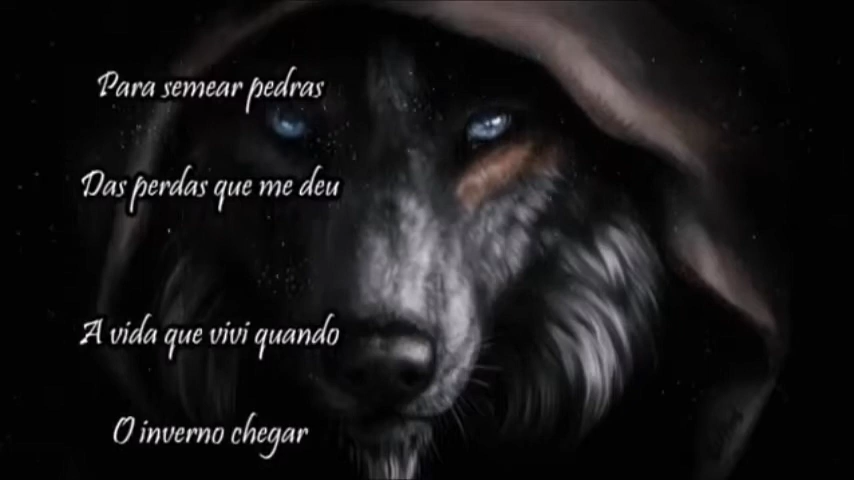 Para semear pedras
Das perdas que me deu
A vida que vivi quando
O inverno chegar